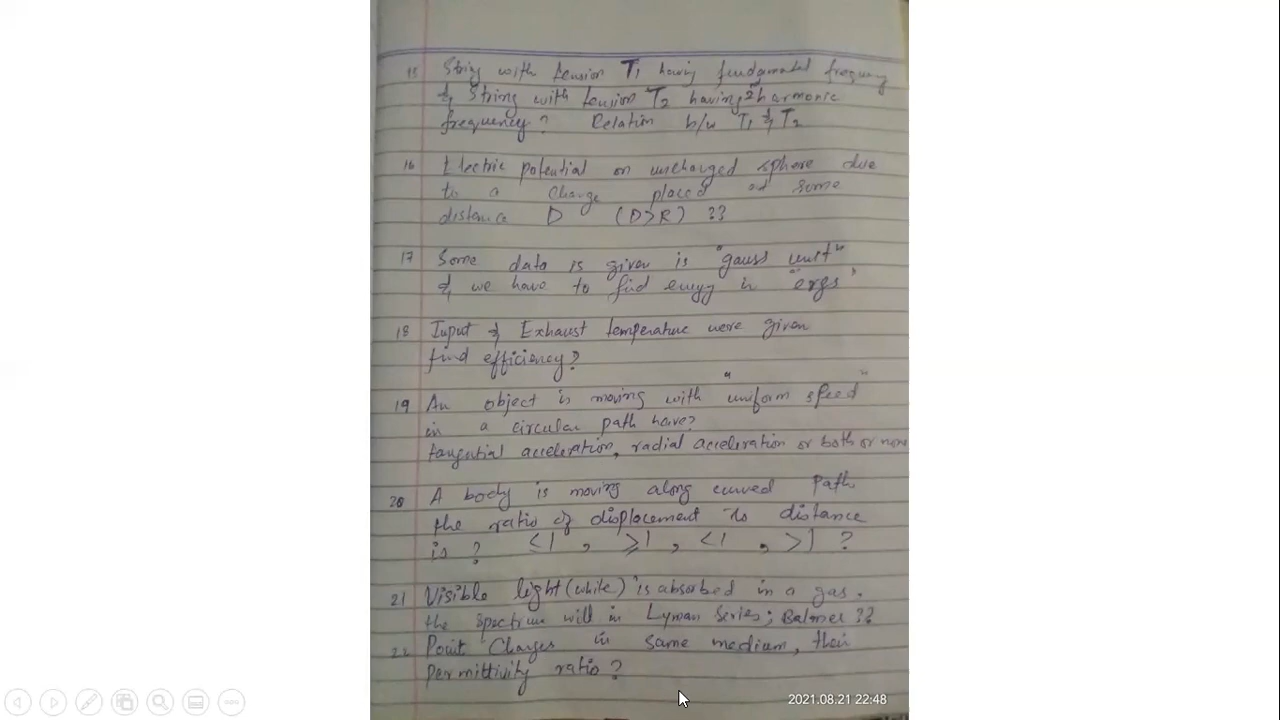 15 String with tension T1 having fundamental frequency
& String with tension T2 having 2nd harmonic
frequency? Relation b/w T1 & T2
16 Electric potential on uncharged sphere due
to a charge placed at some
distance D (D>R) ??
17 Some data is given is "gauss unit"
& we have to find energy in "ergs"
18 Input & Exhaust temperature were given
find efficiency?
19 An object is moving with "uniform speed"
in a circular path have?
tangential acceleration, radial acceleration or both or none
20 A body is moving along curved path
the ratio of displacement to distance
is ? <1 , ≥1 , <1 , >1 ?
21 Visible light (white) is absorbed in a gas.
the spectrum will in Lyman Series; Balmer ??
22 Point Charges in same medium, their
permittivity ratio?
2021.08.21 22:48